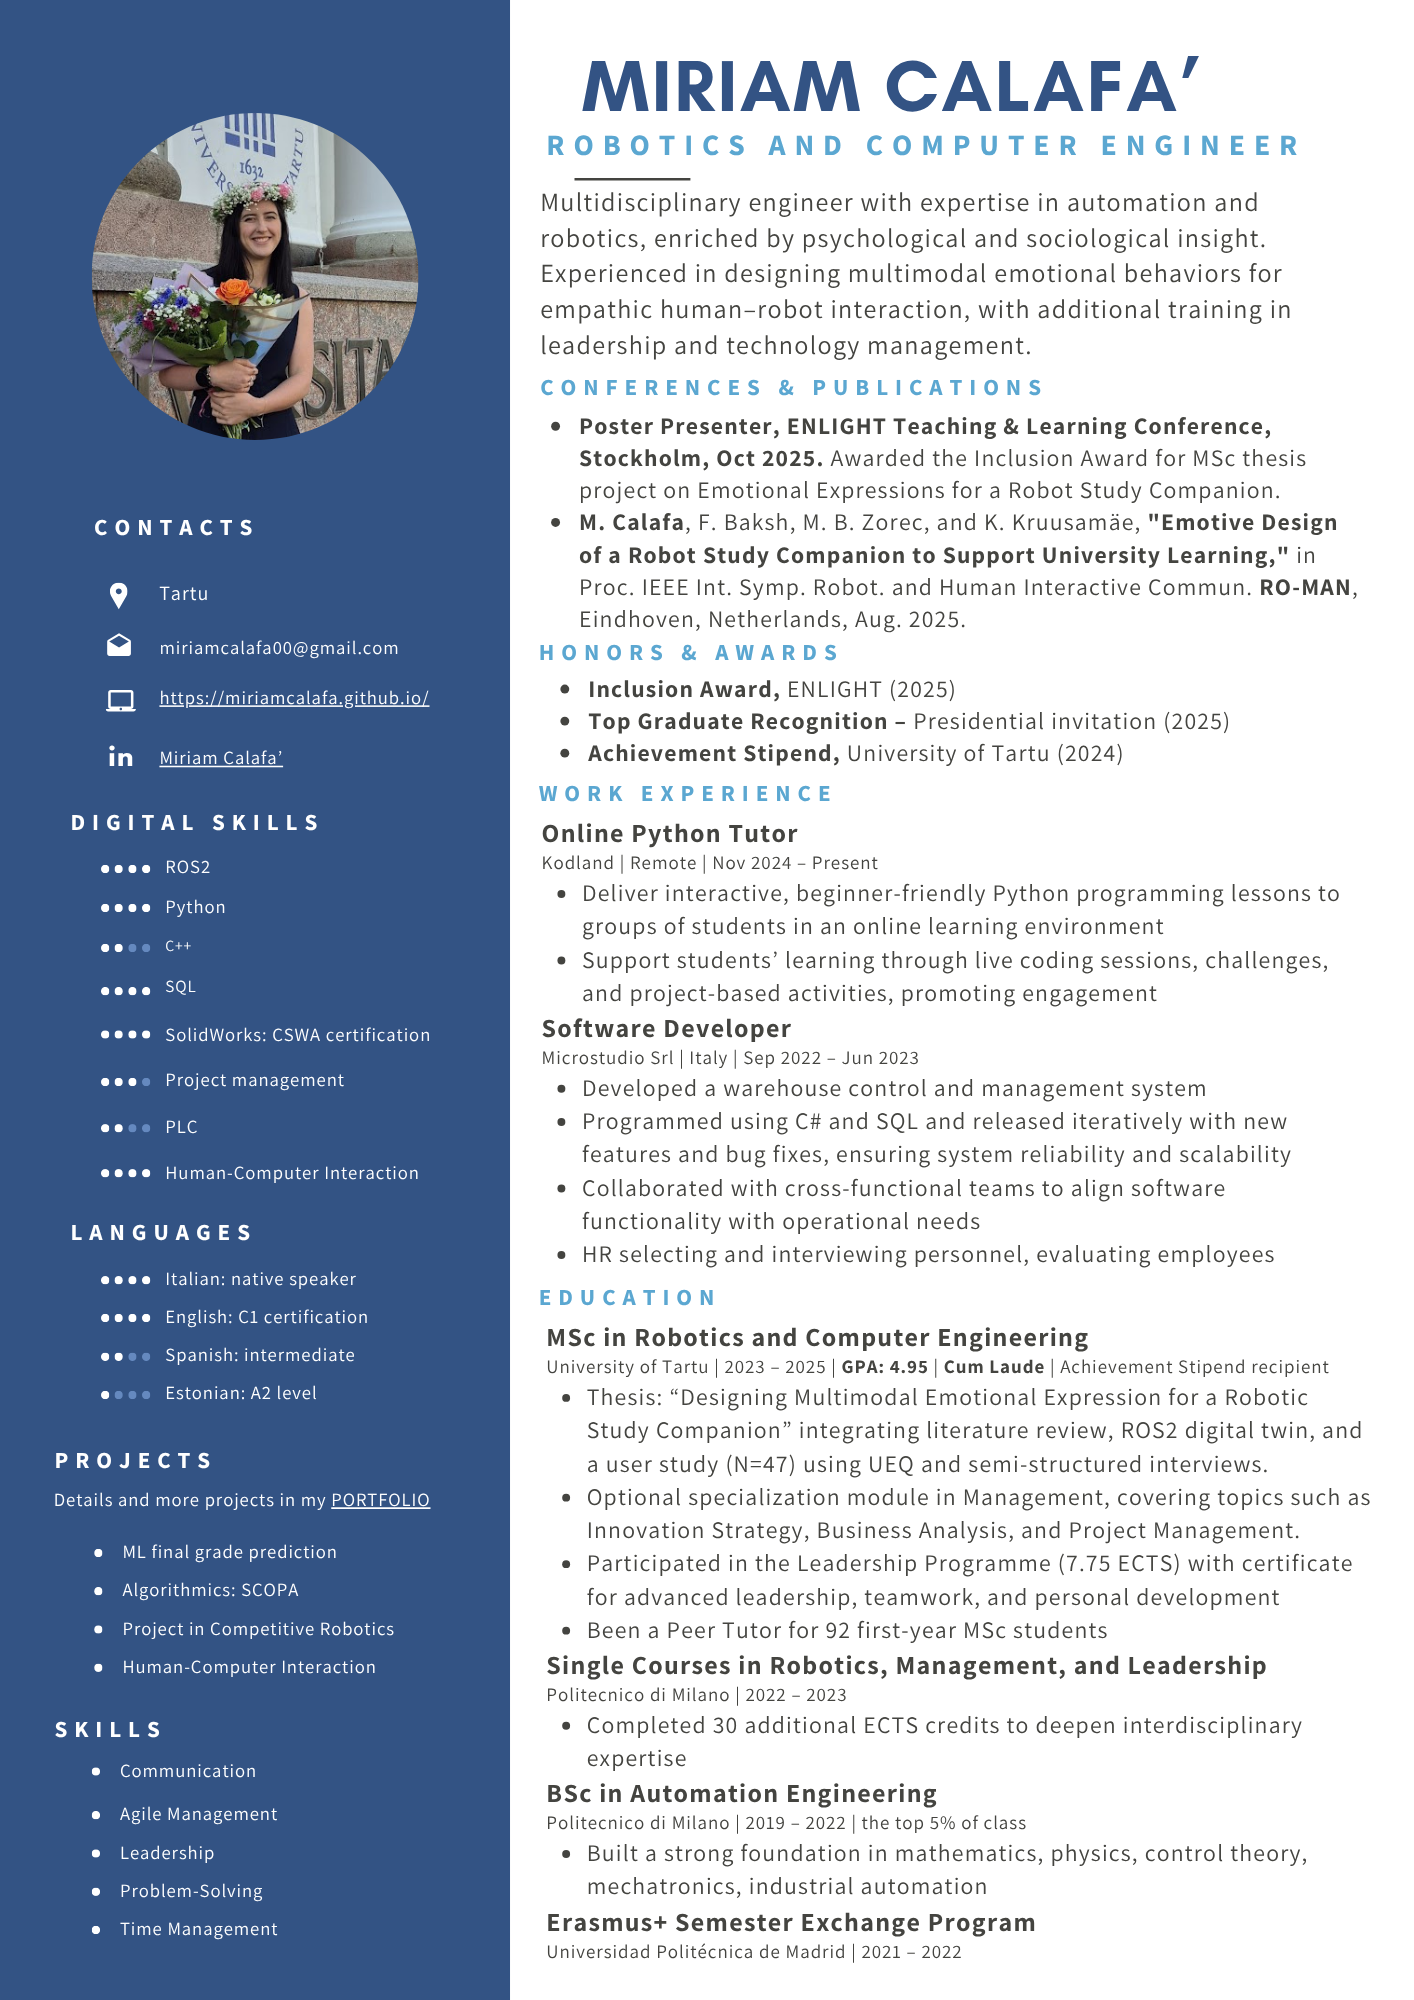 MIRIAM CALAFA’
ROBOTICS AND COMPUTER ENGINEER
Multidisciplinary engineer with expertise in automation and
robotics, enriched by psychological and sociological insight.
Experienced in designing multimodal emotional behaviors for
empathic human–robot interaction, with additional training in
leadership and technology management.
CONFERENCES & PUBLICATIONS
Poster Presenter, ENLIGHT Teaching & Learning Conference,
Stockholm, Oct 2025. Awarded the Inclusion Award for MSc thesis
project on Emotional Expressions for a Robot Study Companion.
M. Calafa, F. Baksh, M. B. Zorec, and K. Kruusamäe, "Emotive Design
of a Robot Study Companion to Support University Learning," in
Proc. IEEE Int. Symp. Robot. and Human Interactive Commun. RO-MAN,
Eindhoven, Netherlands, Aug. 2025.
HONORS & AWARDS
Inclusion Award, ENLIGHT (2025)
Top Graduate Recognition – Presidential invitation (2025)
Achievement Stipend, University of Tartu (2024)
WORK EXPERIENCE
Online Python Tutor
Kodland | Remote | Nov 2024 – Present
Deliver interactive, beginner-friendly Python programming lessons to
groups of students in an online learning environment
Support students’ learning through live coding sessions, challenges,
and project-based activities, promoting engagement
Software Developer
Microstudio Srl | Italy | Sep 2022 – Jun 2023
Developed a warehouse control and management system
Programmed using C# and SQL and released iteratively with new
features and bug fixes, ensuring system reliability and scalability
Collaborated with cross-functional teams to align software
functionality with operational needs
HR selecting and interviewing personnel, evaluating employees
EDUCATION
MSc in Robotics and Computer Engineering
University of Tartu | 2023 – 2025 | GPA: 4.95 | Cum Laude | Achievement Stipend recipient
Thesis: “Designing Multimodal Emotional Expression for a Robotic
Study Companion” integrating literature review, ROS2 digital twin, and
a user study (N=47) using UEQ and semi-structured interviews.
Optional specialization module in Management, covering topics such as
Innovation Strategy, Business Analysis, and Project Management.
Participated in the Leadership Programme (7.75 ECTS) with certificate
for advanced leadership, teamwork, and personal development
Been a Peer Tutor for 92 first-year MSc students
Single Courses in Robotics, Management, and Leadership
Politecnico di Milano | 2022 – 2023
Completed 30 additional ECTS credits to deepen interdisciplinary
expertise
BSc in Automation Engineering
Politecnico di Milano | 2019 – 2022 | the top 5% of class
Built a strong foundation in mathematics, physics, control theory,
mechatronics, industrial automation
Erasmus+ Semester Exchange Program
Universidad Politécnica de Madrid | 2021 – 2022
1632
TARTU
CONTACTS
Tartu
miriamcalafa00@gmail.com
https://miriamcalafa.github.io/
in
Miriam Calafa’
DIGITAL SKILLS
ROS2
Python
C++
SQL
SolidWorks: CSWA certification
Project management
PLC
Human-Computer Interaction
LANGUAGES
Italian: native speaker
English: C1 certification
Spanish: intermediate
Estonian: A2 level
PROJECTS
Details and more projects in my PORTFOLIO
ML final grade prediction
Algorithmics: SCOPA
Project in Competitive Robotics
Human-Computer Interaction
SKILLS
Communication
Agile Management
Leadership
Problem-Solving
Time Management